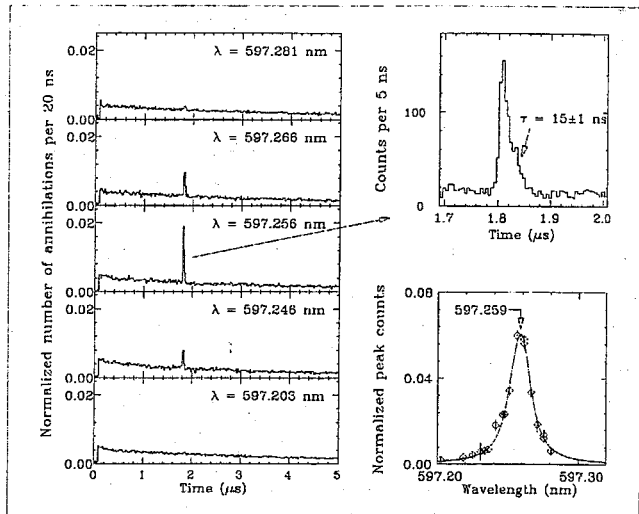 Normalized number of annihilations per 20 ns
0.02
0.00
λ = 597.281 nm
0.02
0.00
λ = 597.266 nm
0.02
0.00
λ = 597.256 nm
0.02
0.00
λ = 597.246 nm
0.02
0.00
λ = 597.203 nm
0 1 2 3 4 5
Time (μs)
Counts per 5 ns
100
0
τ = 15±1 ns
1.7 1.8 1.9 2.0
Time (μs)
Normalized peak counts
0.08
0.04
0.00
597.259
597.20 597.30
Wavelength (nm)